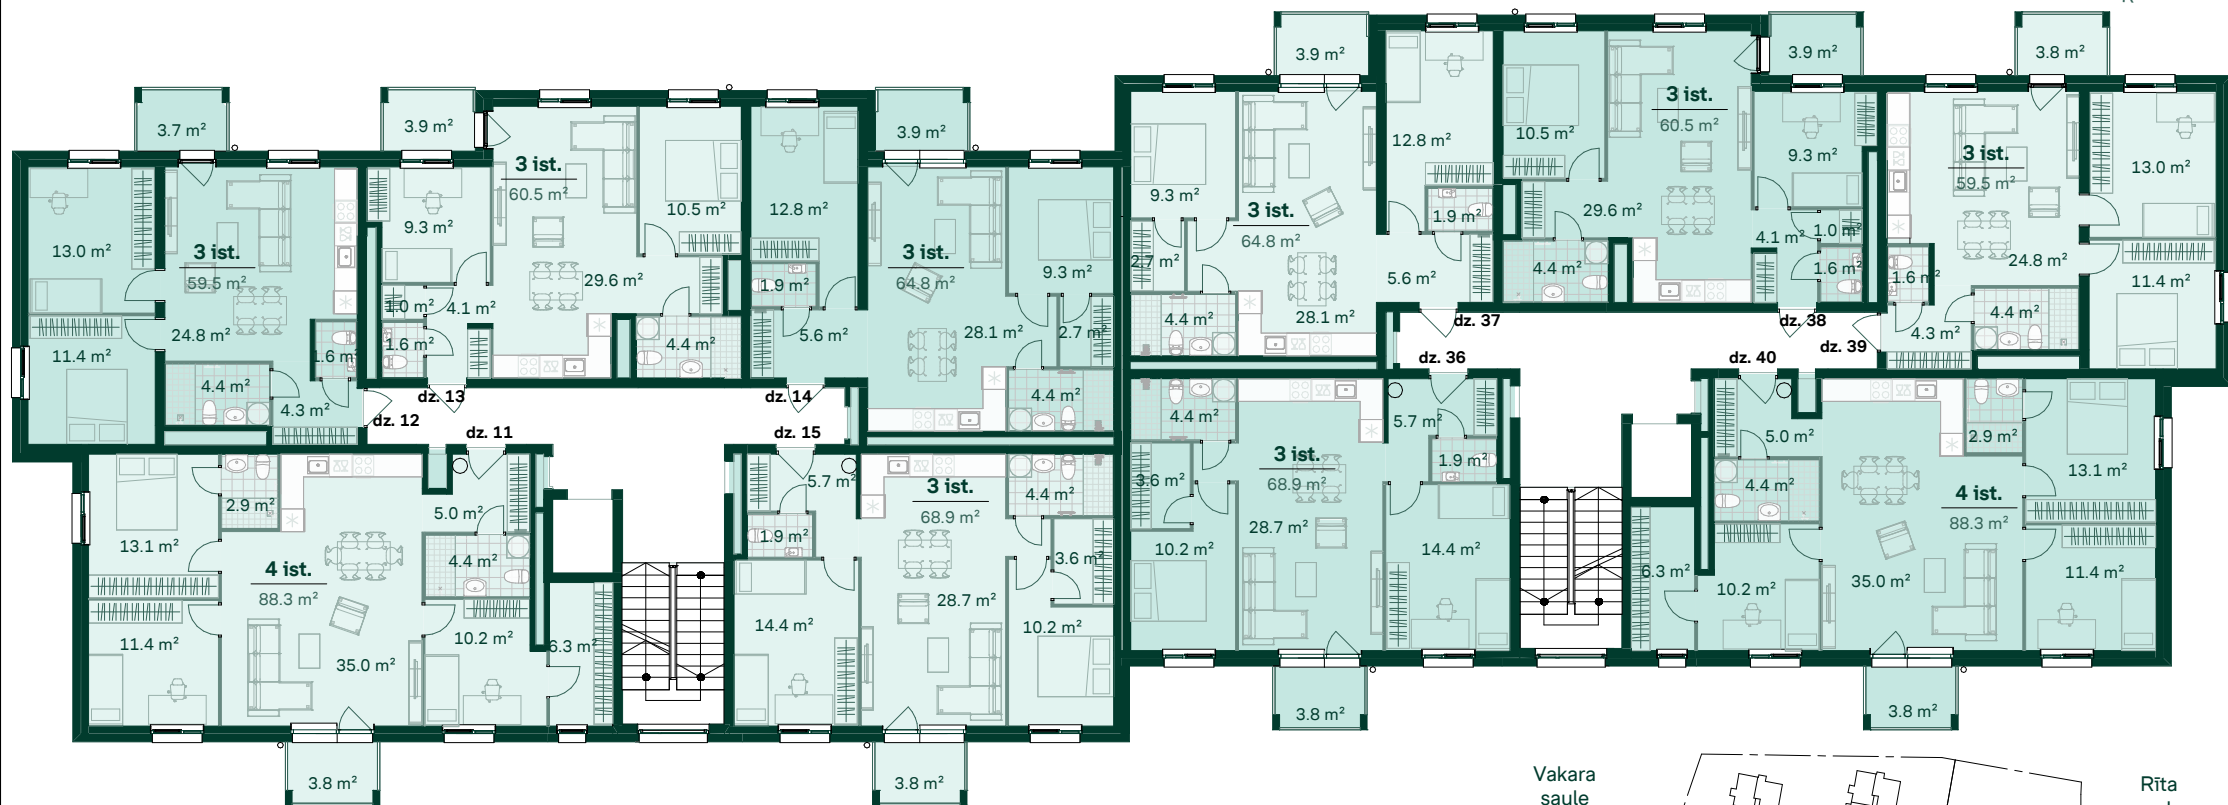 3.7 m²
3.9 m²
3.9 m²
13.0 m²
3 ist.
59.5 m²
24.8 m²
11.4 m²
1.6 m²
4.4 m²
4.3 m²
dz. 12
9.3 m²
3 ist.
60.5 m²
10.5 m²
29.6 m²
1.0 m²
4.1 m²
1.6 m²
4.4 m²
dz. 13
12.8 m²
3 ist.
64.8 m²
9.3 m²
1.9 m²
5.6 m²
28.1 m²
2.7 m²
4.4 m²
dz. 14
dz. 11
2.9 m²
5.0 m²
13.1 m²
4.4 m²
4 ist.
88.3 m²
11.4 m²
35.0 m²
10.2 m²
6.3 m²
3.8 m²
dz. 15
5.7 m²
3 ist.
68.9 m²
4.4 m²
1.9 m²
3.6 m²
28.7 m²
14.4 m²
10.2 m²
3.8 m²
3.9 m²
3.9 m²
3.8 m²
9.3 m²
3 ist.
64.8 m²
12.8 m²
1.9 m²
2.7 m²
5.6 m²
4.4 m²
28.1 m²
dz. 37
10.5 m²
3 ist.
60.5 m²
9.3 m²
29.6 m²
4.1 m²
1.0 m²
4.4 m²
1.6 m²
dz. 38
3 ist.
59.5 m²
13.0 m²
24.8 m²
1.6 m²
11.4 m²
4.4 m²
4.3 m²
dz. 39
dz. 36
4.4 m²
5.7 m²
3 ist.
68.9 m²
1.9 m²
3.6 m²
28.7 m²
10.2 m²
14.4 m²
3.8 m²
dz. 40
5.0 m²
2.9 m²
13.1 m²
4.4 m²
4 ist.
88.3 m²
6.3 m²
10.2 m²
35.0 m²
11.4 m²
3.8 m²
Vakara
saule
Rīta